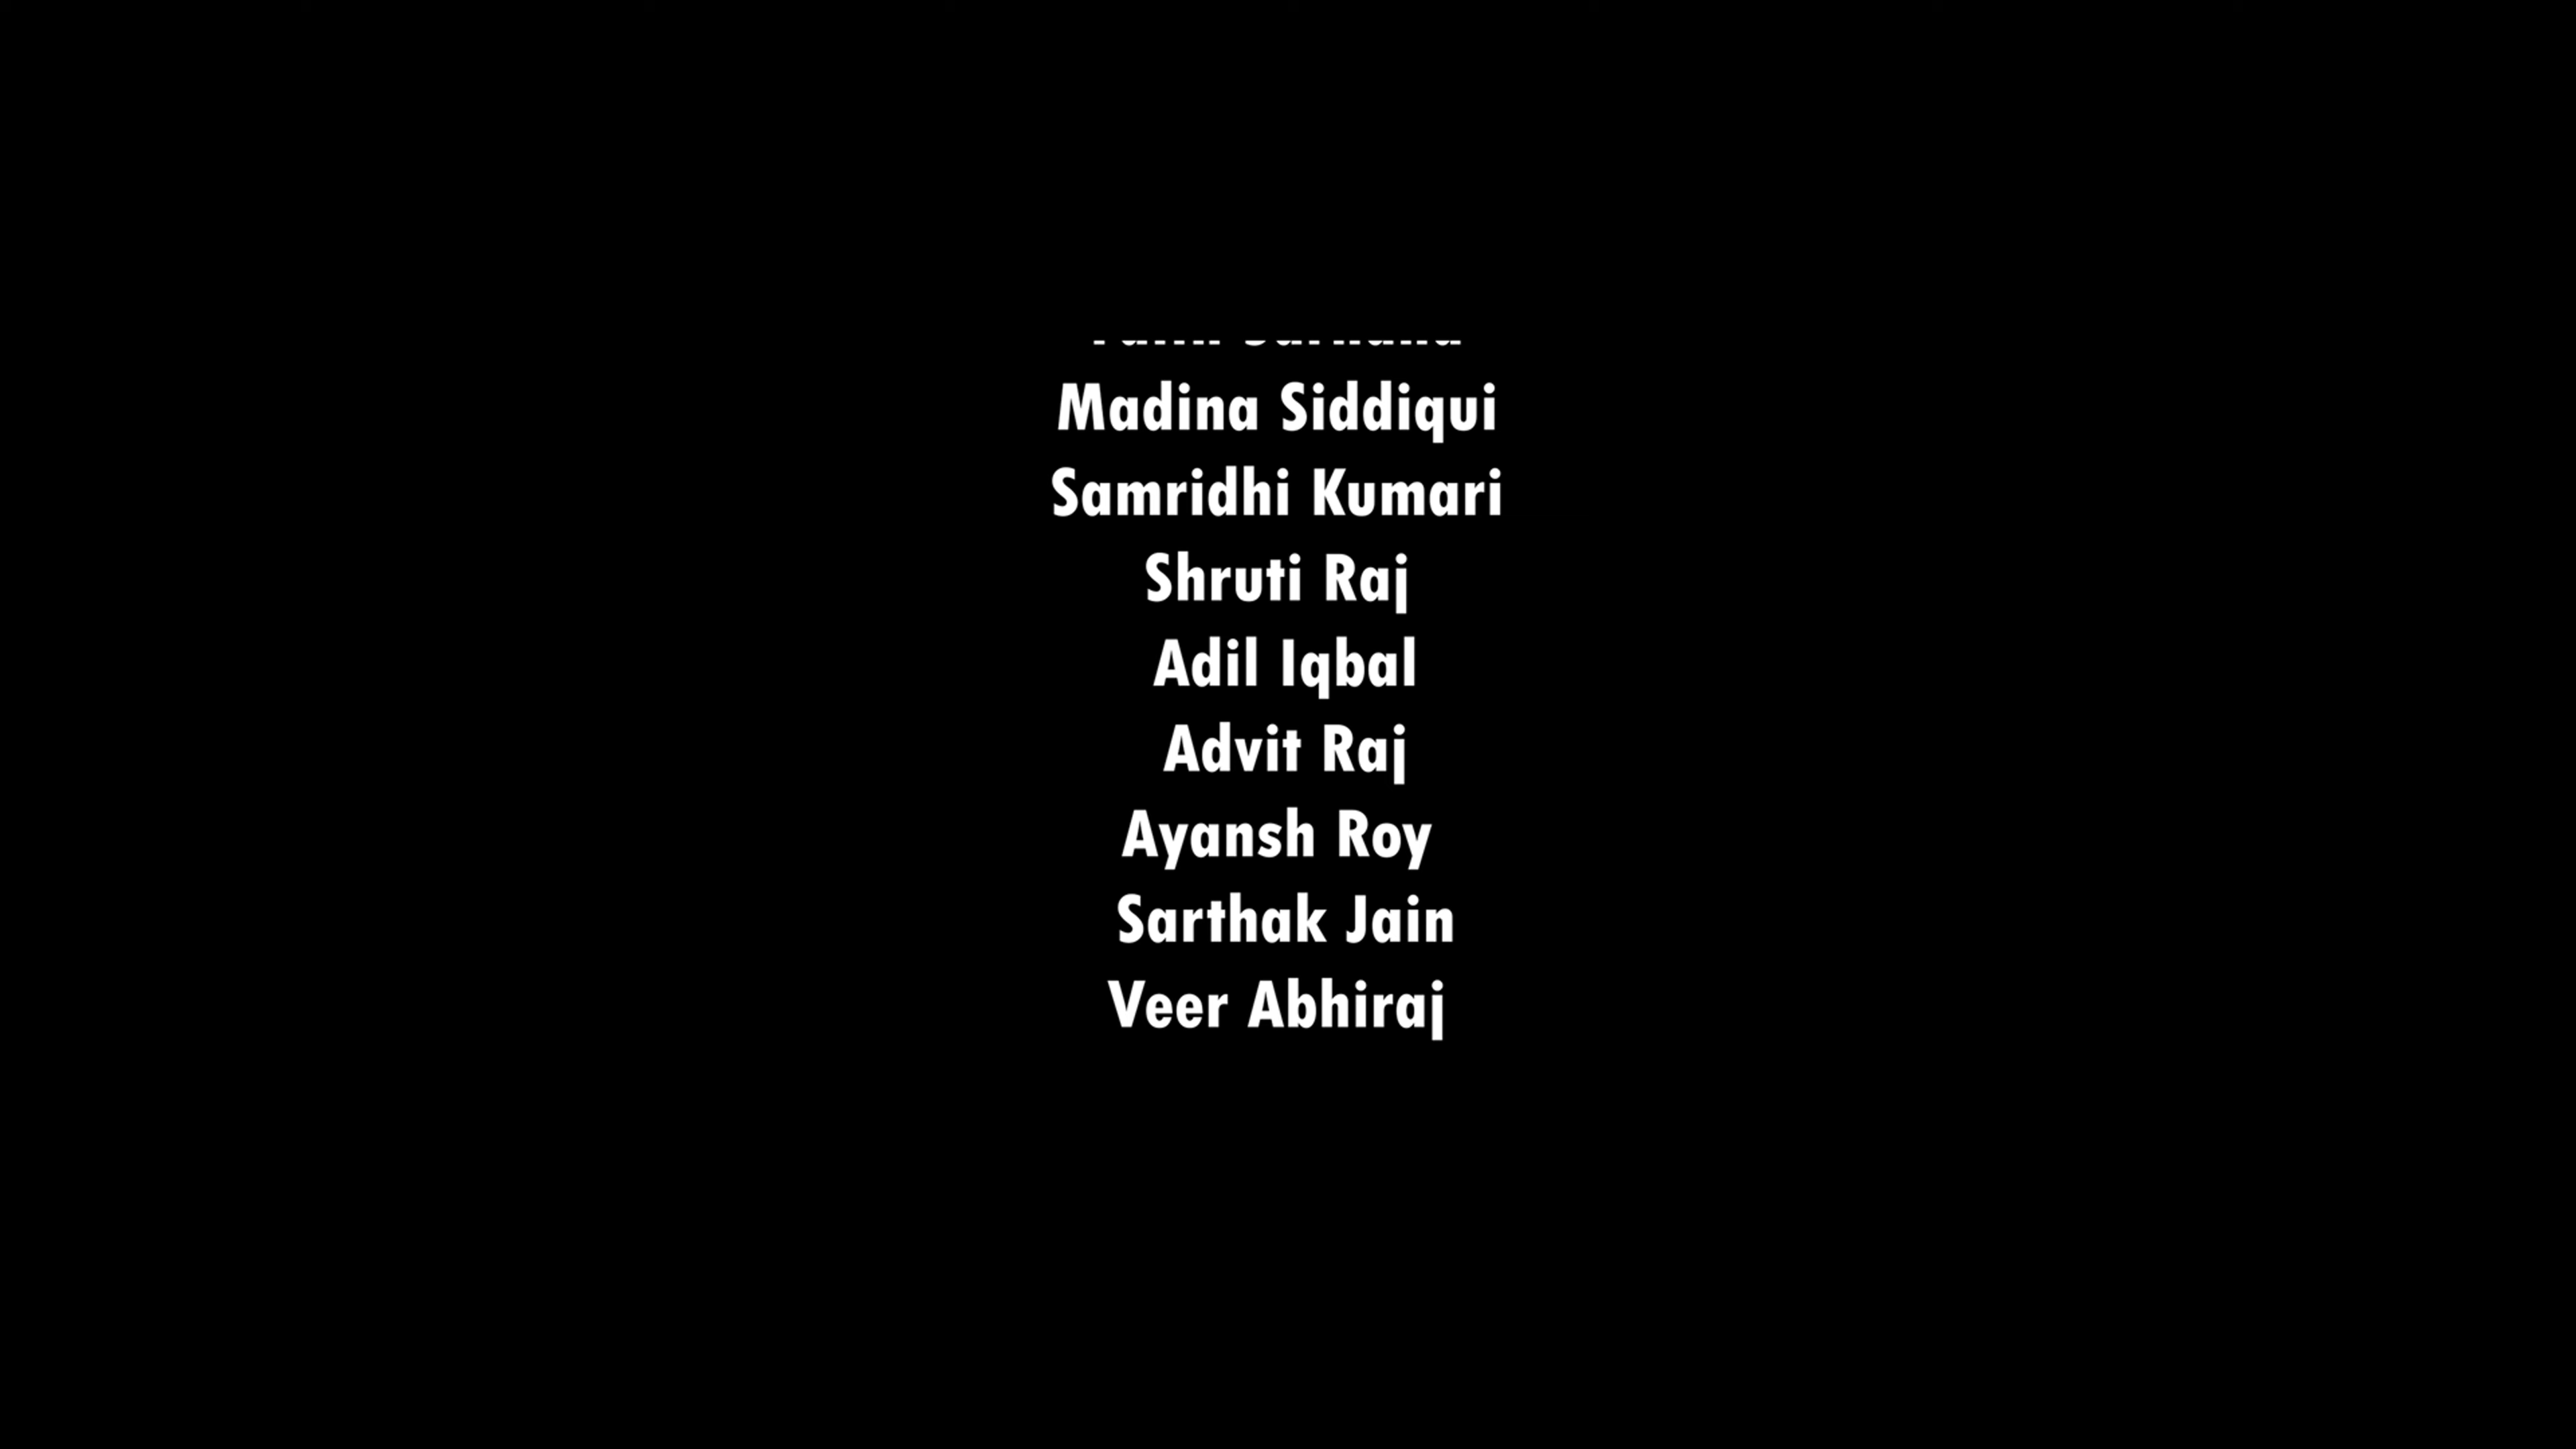 Madina Siddiqui
Samridhi Kumari
Shruti Raj
Adil Iqbal
Advit Raj
Ayansh Roy
Sarthak Jain
Veer Abhiraj